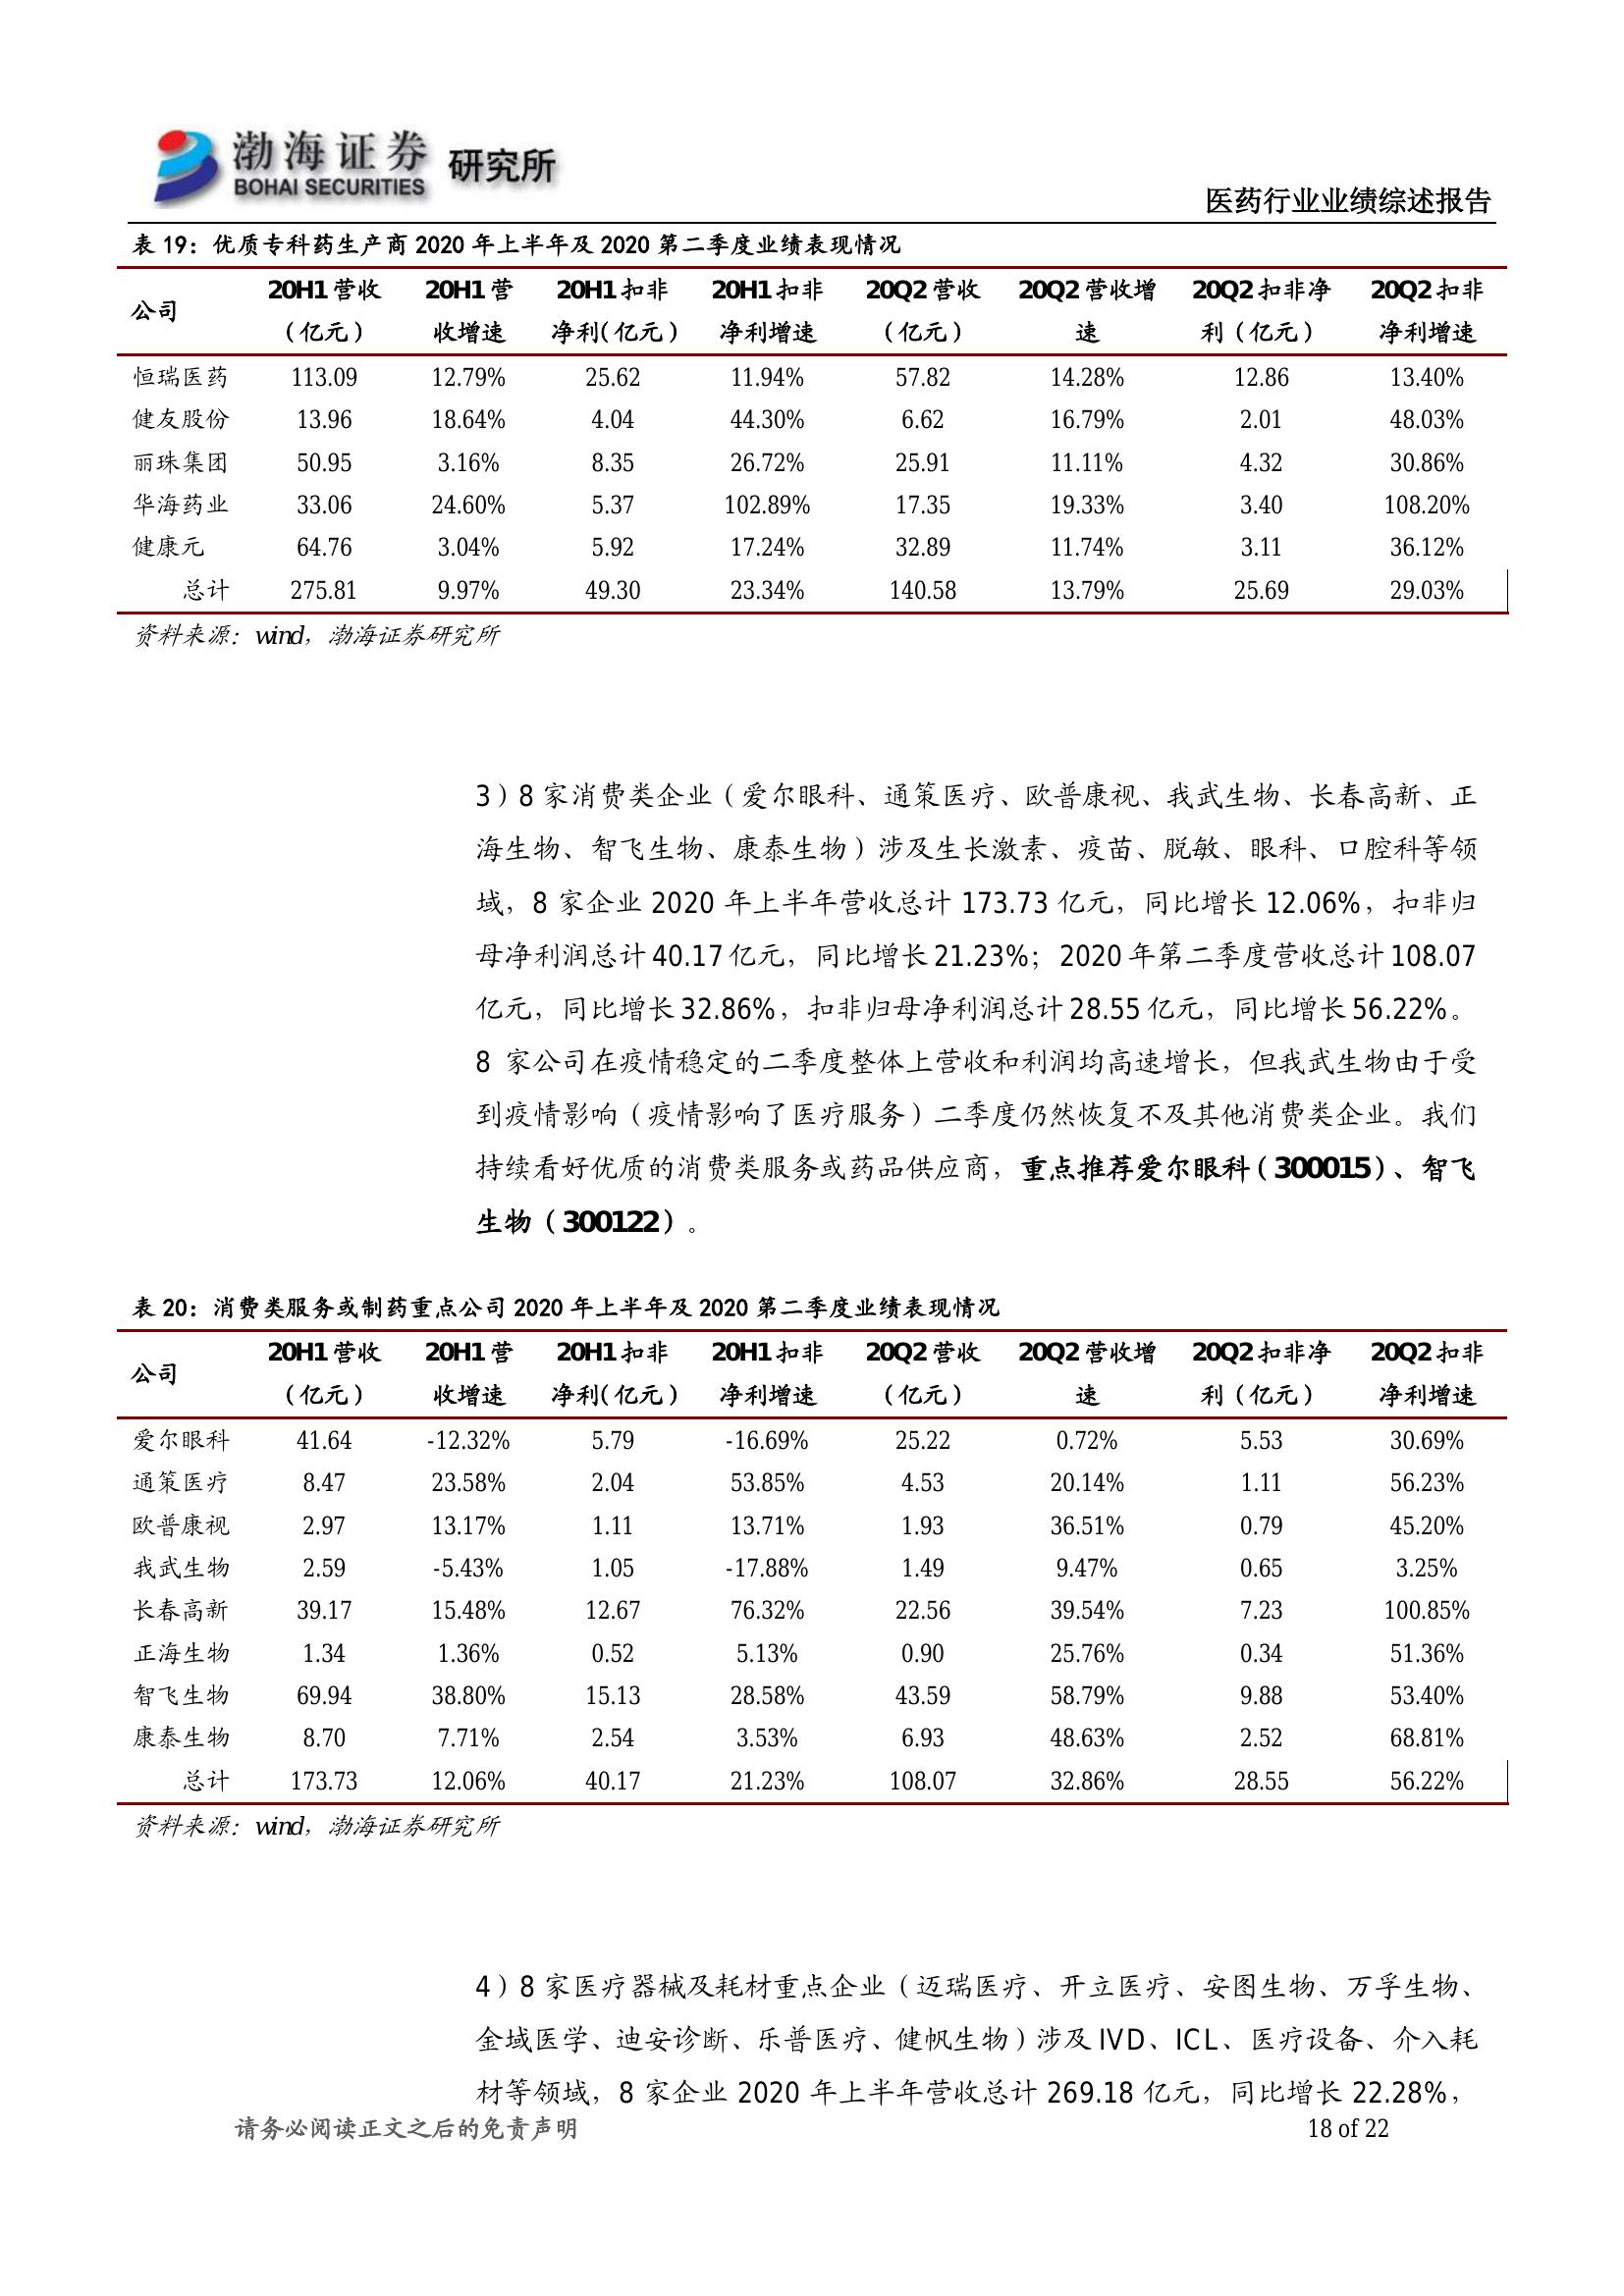 渤海证券 研究所
BOHAI SECURITIES
医药行业业绩综述报告
表 19：优质专科药生产商 2020 年上半年及 2020 第二季度业绩表现情况
公司 20H1 营收（亿元） 20H1 营收增速 20H1 扣非净利（亿元） 20H1 扣非净利增速 20Q2 营收（亿元） 20Q2 营收增速 20Q2 扣非净利（亿元） 20Q2 扣非净利增速
恒瑞医药 113.09 12.79% 25.62 11.94% 57.82 14.28% 12.86 13.40%
健友股份 13.96 18.64% 4.04 44.30% 6.62 16.79% 2.01 48.03%
丽珠集团 50.95 3.16% 8.35 26.72% 25.91 11.11% 4.32 30.86%
华海药业 33.06 24.60% 5.37 102.89% 17.35 19.33% 3.40 108.20%
健康元 64.76 3.04% 5.92 17.24% 32.89 11.74% 3.11 36.12%
总计 275.81 9.97% 49.30 23.34% 140.58 13.79% 25.69 29.03%
资料来源：wind，渤海证券研究所
3）8 家消费类企业（爱尔眼科、通策医疗、欧普康视、我武生物、长春高新、正
海生物、智飞生物、康泰生物）涉及生长激素、疫苗、脱敏、眼科、口腔科等领
域，8 家企业 2020 年上半年营收总计 173.73 亿元，同比增长 12.06%，扣非归
母净利润总计 40.17 亿元，同比增长 21.23%；2020 年第二季度营收总计 108.07
亿元，同比增长 32.86%，扣非归母净利润总计 28.55 亿元，同比增长 56.22%。
8 家公司在疫情稳定的二季度整体上营收和利润均高速增长，但我武生物由于受
到疫情影响（疫情影响了医疗服务）二季度仍然恢复不及其他消费类企业。我们
持续看好优质的消费类服务或药品供应商，重点推荐爱尔眼科（300015）、智飞
生物（300122）。
表 20：消费类服务或制药重点公司 2020 年上半年及 2020 第二季度业绩表现情况
公司 20H1 营收（亿元） 20H1 营收增速 20H1 扣非净利（亿元） 20H1 扣非净利增速 20Q2 营收（亿元） 20Q2 营收增速 20Q2 扣非净利（亿元） 20Q2 扣非净利增速
爱尔眼科 41.64 -12.32% 5.79 -16.69% 25.22 0.72% 5.53 30.69%
通策医疗 8.47 23.58% 2.04 53.85% 4.53 20.14% 1.11 56.23%
欧普康视 2.97 13.17% 1.11 13.71% 1.93 36.51% 0.79 45.20%
我武生物 2.59 -5.43% 1.05 -17.88% 1.49 9.47% 0.65 3.25%
长春高新 39.17 15.48% 12.67 76.32% 22.56 39.54% 7.23 100.85%
正海生物 1.34 1.36% 0.52 5.13% 0.90 25.76% 0.34 51.36%
智飞生物 69.94 38.80% 15.13 28.58% 43.59 58.79% 9.88 53.40%
康泰生物 8.70 7.71% 2.54 3.53% 6.93 48.63% 2.52 68.81%
总计 173.73 12.06% 40.17 21.23% 108.07 32.86% 28.55 56.22%
资料来源：wind，渤海证券研究所
4）8 家医疗器械及耗材重点企业（迈瑞医疗、开立医疗、安图生物、万孚生物、
金域医学、迪安诊断、乐普医疗、健帆生物）涉及 IVD、ICL、医疗设备、介入耗
材等领域，8 家企业 2020 年上半年营收总计 269.18 亿元，同比增长 22.28%，
请务必阅读正文之后的免责声明 18 of 22